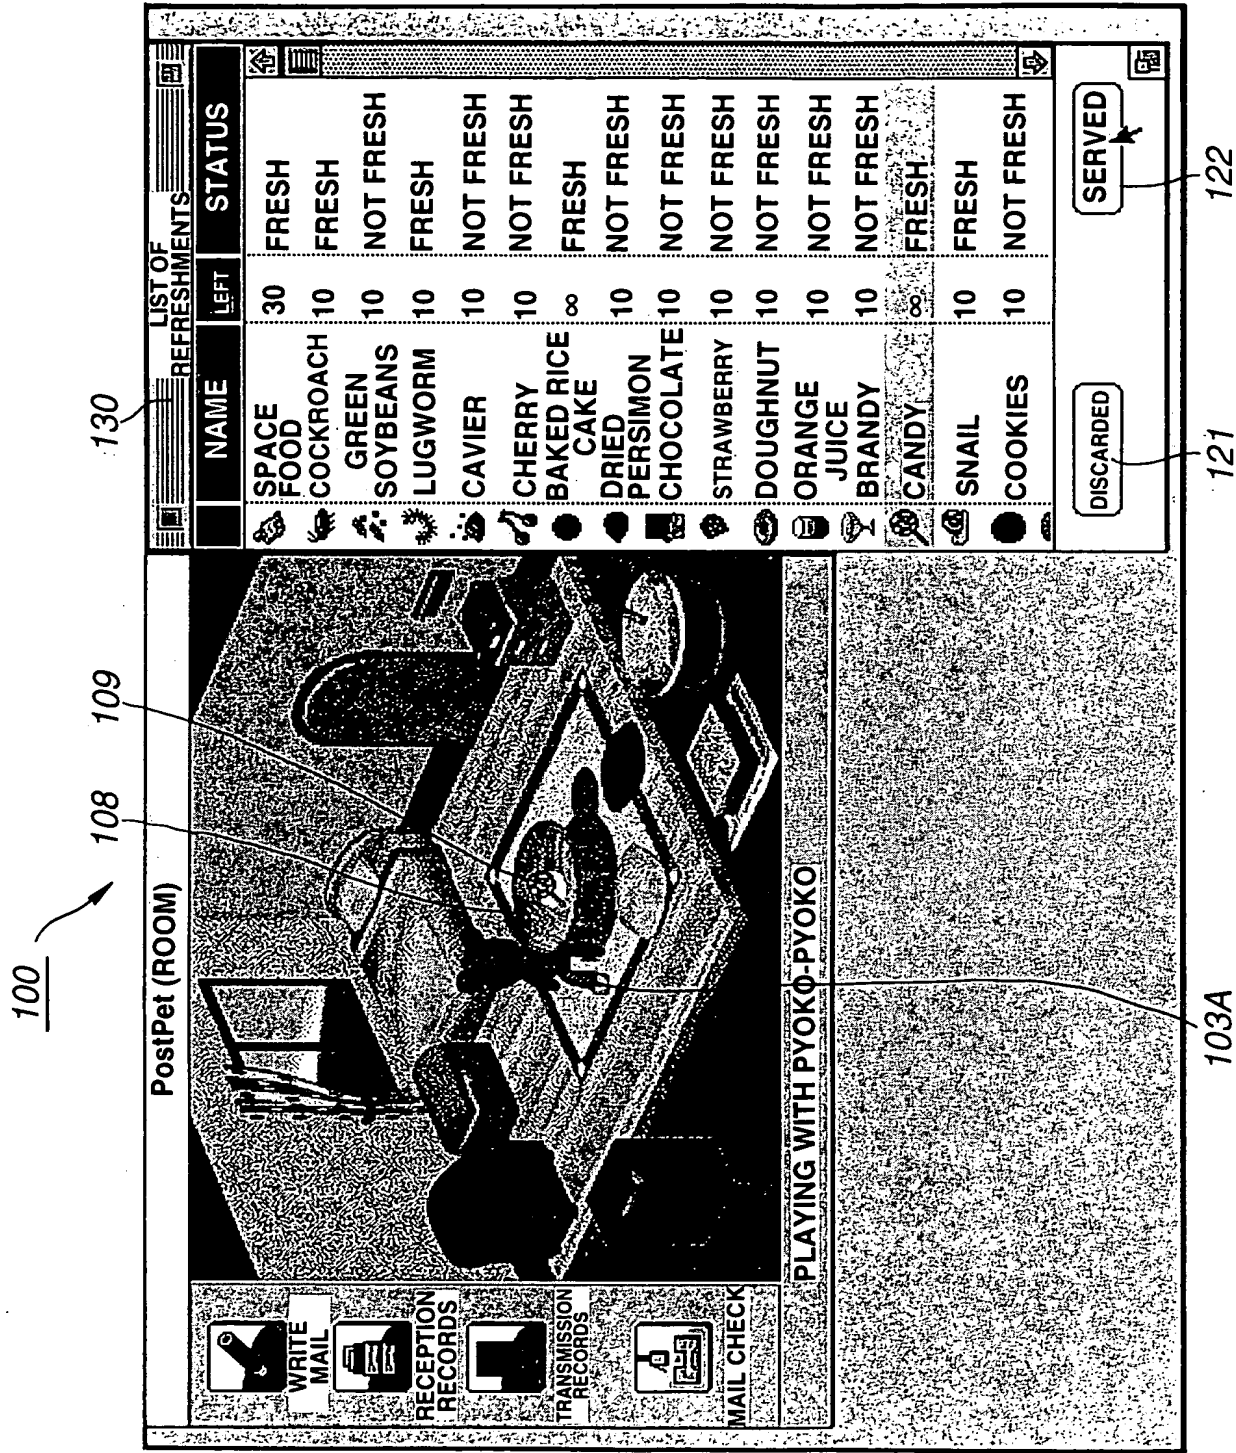 100
108
109
130
PostPet (ROOM)
WRITE
MAIL
RECEPTION
RECORDS
TRANSMISSION
RECORDS
MAIL CHECK
PLAYING WITH PYOKO-PYOKO
LIST OF
REFRESHMENTS
NAME LEFT STATUS
SPACE
FOOD 30 FRESH
COCKROACH 10 FRESH
GREEN
SOYBEANS 10 NOT FRESH
LUGWORM 10 FRESH
CAVIER 10 NOT FRESH
CHERRY 10 NOT FRESH
BAKED RICE
CAKE ∞ FRESH
DRIED
PERSIMON 10 NOT FRESH
CHOCOLATE 10 NOT FRESH
STRAWBERRY 10 NOT FRESH
DOUGHNUT 10 NOT FRESH
ORANGE
JUICE 10 NOT FRESH
BRANDY 10 NOT FRESH
CANDY ∞ FRESH
SNAIL 10 FRESH
COOKIES 10 NOT FRESH
DISCARDED SERVED
103A
121
122